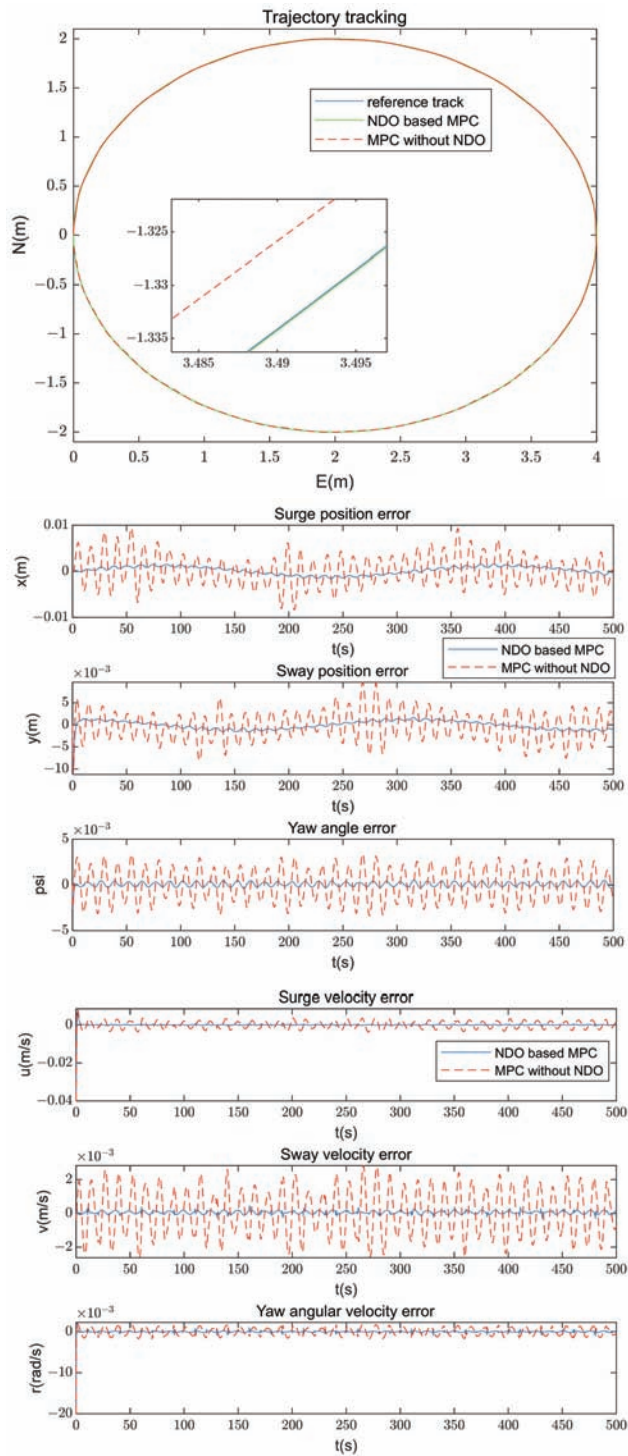 Trajectory tracking
2
1.5
1
0.5
0
−0.5
−1
−1.5
−2
N(m)
reference track
NDO based MPC
MPC without NDO
−1.325
−1.33
−1.335
3.485 3.49 3.495
0 0.5 1 1.5 2 2.5 3 3.5 4
E(m)
Surge position error
0.01
0
−0.01
x(m)
0 50 100 150 200 250 300 350 400 450 500
t(s)
NDO based MPC
MPC without NDO
×10−3
Sway position error
5
0
−5
−10
y(m)
0 50 100 150 200 250 300 350 400 450 500
t(s)
×10−3
Yaw angle error
5
0
−5
psi
0 50 100 150 200 250 300 350 400 450 500
t(s)
Surge velocity error
0
−0.02
−0.04
u(m/s)
NDO based MPC
MPC without NDO
0 50 100 150 200 250 300 350 400 450 500
t(s)
×10−3
Sway velocity error
2
0
−2
v(m/s)
0 50 100 150 200 250 300 350 400 450 500
t(s)
×10−3
Yaw angular velocity error
0
−10
−20
r(rad/s)
0 50 100 150 200 250 300 350 400 450 500
t(s)